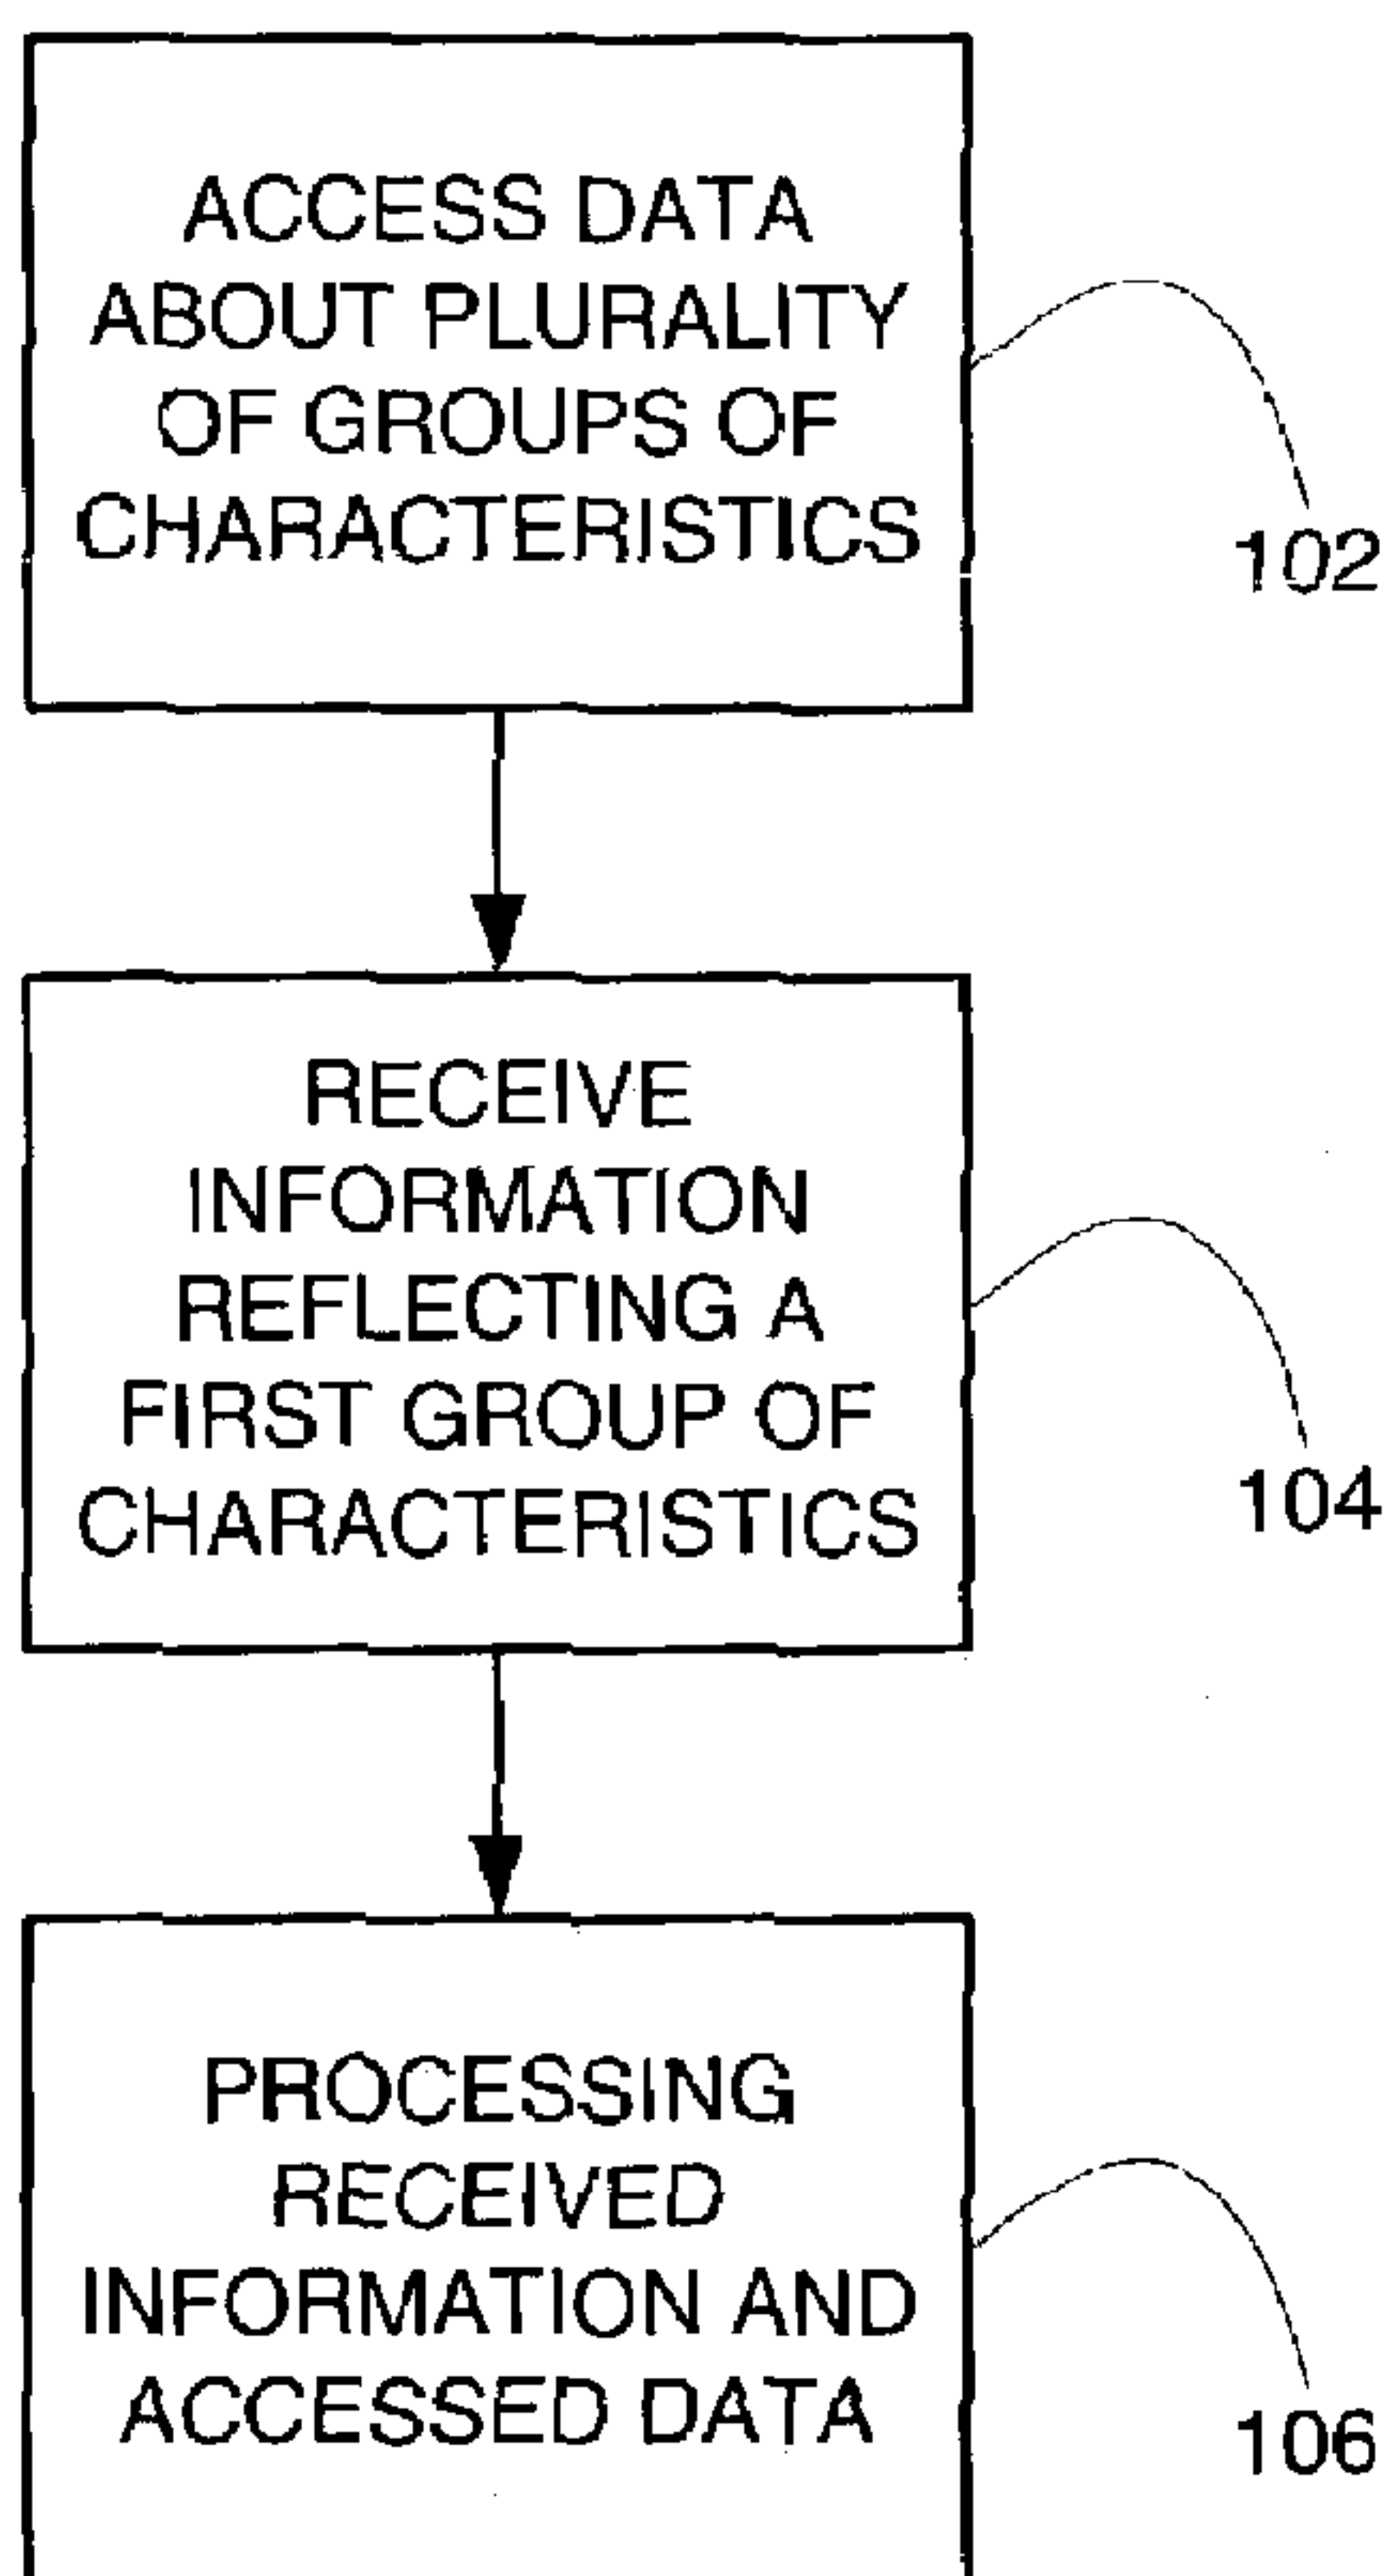 ACCESS DATA
ABOUT PLURALITY
OF GROUPS OF
CHARACTERISTICS
102
RECEIVE
INFORMATION
REFLECTING A
FIRST GROUP OF
CHARACTERISTICS
104
PROCESSING
RECEIVED
INFORMATION AND
ACCESSED DATA
106